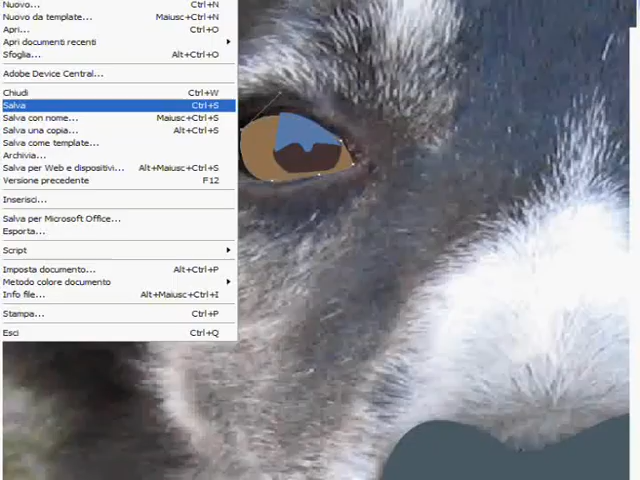 Nuovo... Ctrl+N
Nuovo da template... Maiusc+Ctrl+N
Apri... Ctrl+O
Apri documenti recenti
Sfoglia... Alt+Ctrl+O
Adobe Device Central...
Chiudi Ctrl+W
Salva Ctrl+S
Salva con nome... Maiusc+Ctrl+S
Salva una copia... Alt+Ctrl+S
Salva come template...
Archivia...
Salva per Web e dispositivi... Alt+Maiusc+Ctrl+S
Versione precedente F12
Inserisci...
Salva per Microsoft Office...
Esporta...
Script
Imposta documento... Alt+Ctrl+P
Metodo colore documento
Info file... Alt+Maiusc+Ctrl+I
Stampa... Ctrl+P
Esci Ctrl+Q